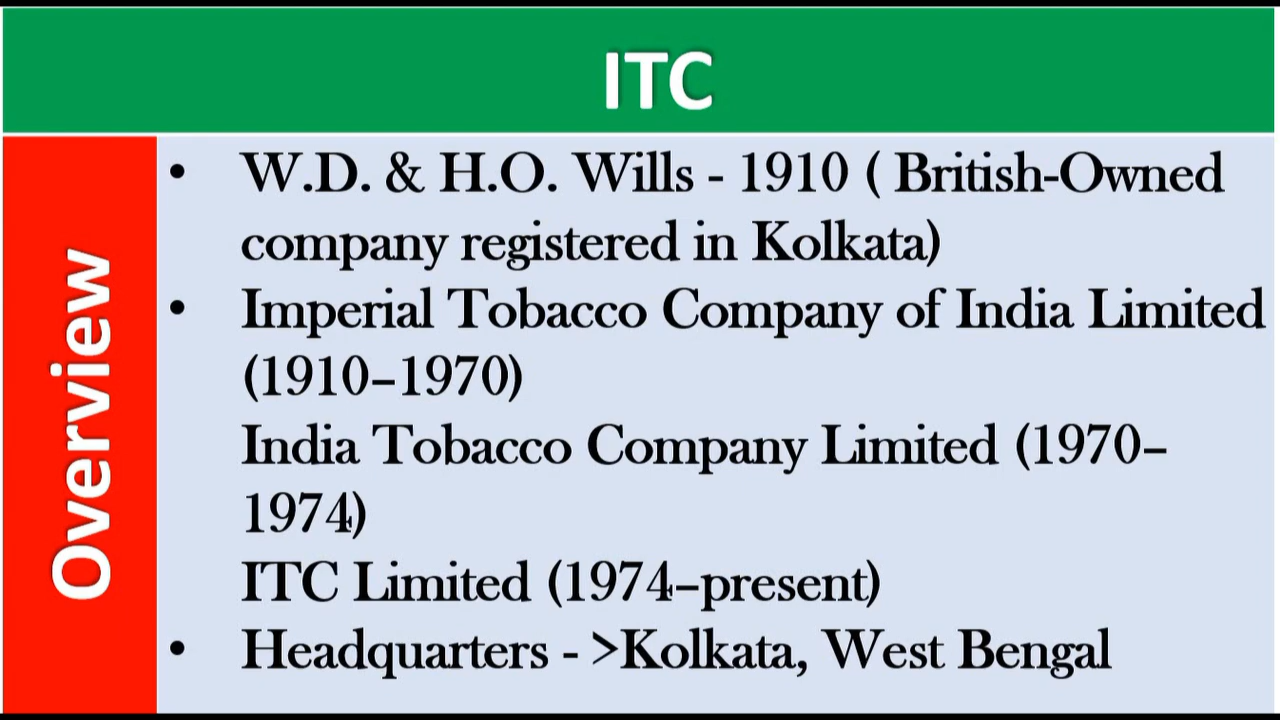 ITC
Overview
• W.D. & H.O. Wills - 1910 ( British-Owned
company registered in Kolkata)
• Imperial Tobacco Company of India Limited
(1910–1970)
India Tobacco Company Limited (1970–
1974)
ITC Limited (1974–present)
• Headquarters - >Kolkata, West Bengal